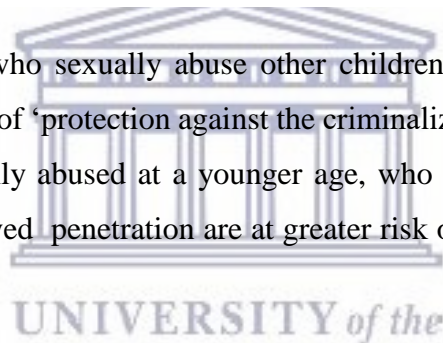 who sexually abuse other children
of ‘protection against the criminaliz
ly abused at a younger age, who
ed penetration are at greater risk o
UNIVERSITY of the